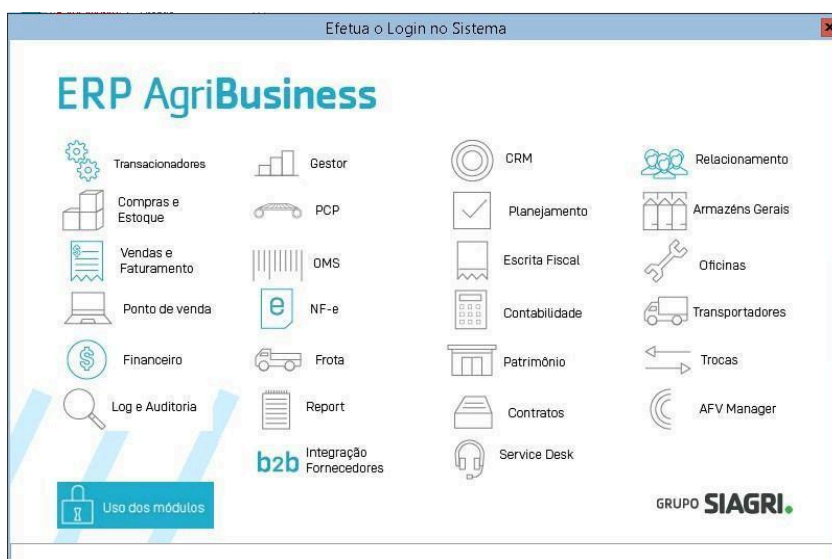 Efetua o Login no Sistema
ERP AgriBusiness
Transacionadores
Compras e
Estoque
Vendas e
Faturamento
Ponto de venda
Financeiro
Log e Auditoria
Gestor
PCP
OMS
e
NF-e
Frota
Report
b2b
Integração
Fornecedores
CRM
Planejamento
Escrita Fiscal
Contabilidade
Patrimônio
Contratos
Service Desk
Relacionamento
Armazéns Gerais
Oficinas
Transportadores
Trocas
AFV Manager
Uso dos módulos
GRUPO SIAGRI.